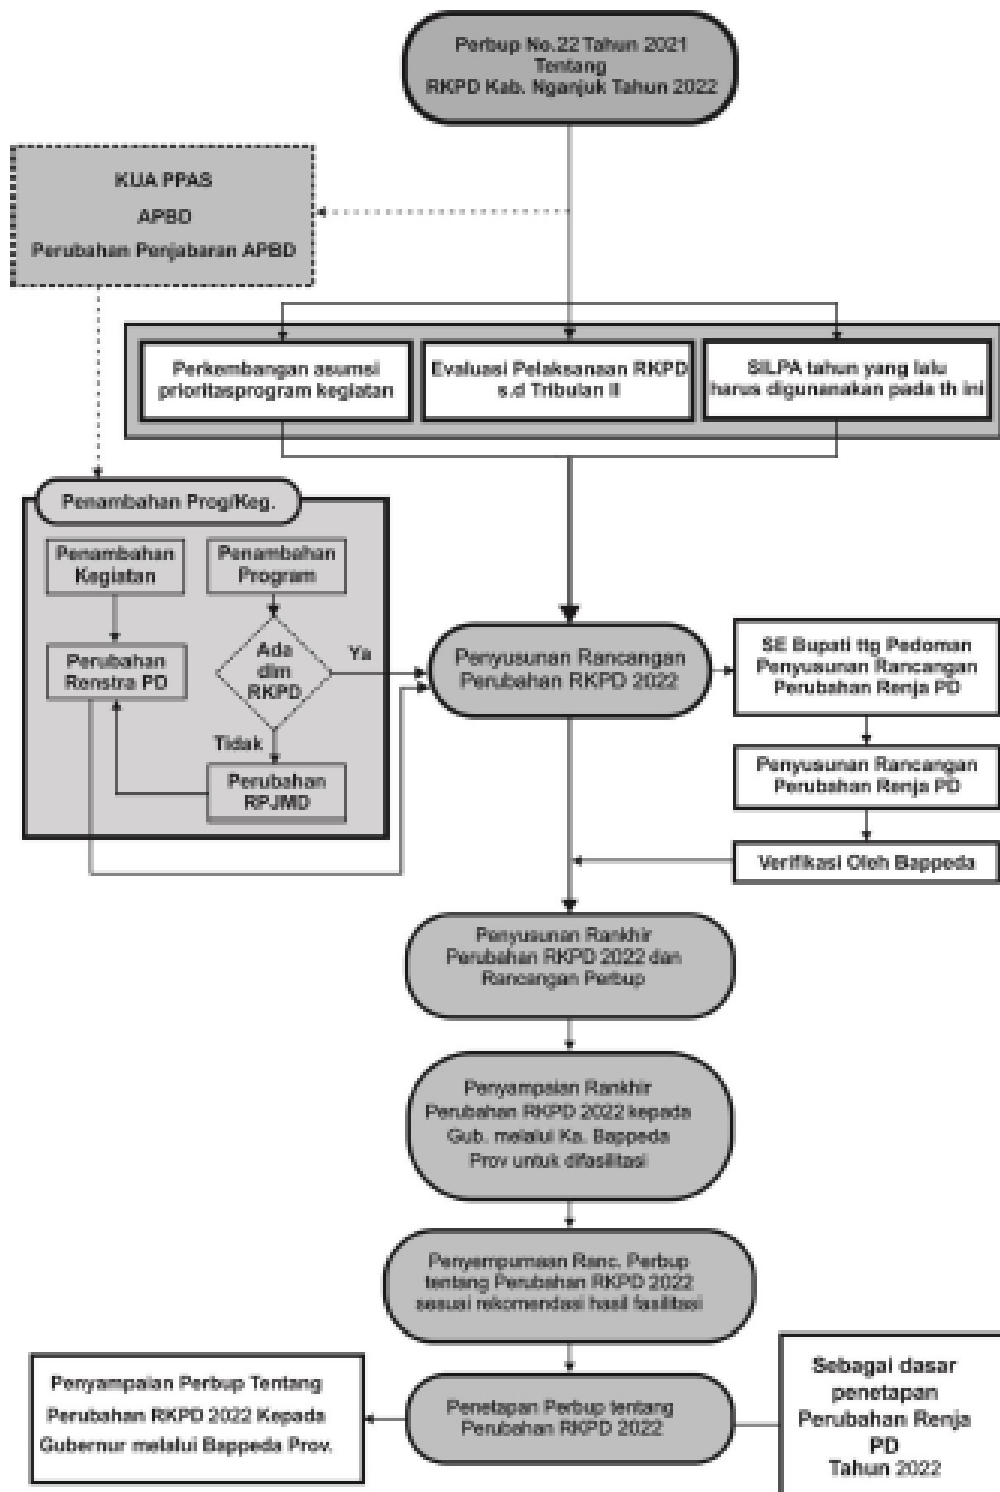 Perbup No.22 Tahun 2021
Tentang
RKPD Kab. Nganjuk Tahun 2022
KUA PPAS
APBD
Perubahan Penjabaran APBD
Perkembangan asumsi
prioritasprogram kegiatan
Evaluasi Pelaksanaan RKPD
s.d Tribulan II
SILPA tahun yang lalu
harus digunanakan pada th ini
Penambahan Prog/Keg.
Penambahan
Kegiatan
Penambahan
Program
Perubahan
Renstra PD
Ada
dlm
RKPD
Ya
Tidak
Perubahan
RPJMD
Penyusunan Rancangan
Perubahan RKPD 2022
SE Bupati ttg Pedoman
Penyusunan Rancangan
Perubahan Renja PD
Penyusunan Rancangan
Perubahan Renja PD
Verifikasi Oleh Bappeda
Penyusunan Rankhir
Perubahan RKPD 2022 dan
Rancangan Perbup
Penyampaian Rankhir
Perubahan RKPD 2022 kepada
Gub. melalui Ka. Bappeda
Prov untuk difasilitasi
Penyempurnaan Ranc. Perbup
tentang Perubahan RKPD 2022
sesuai rekomendasi hasil fasilitasi
Penyampaian Perbup Tentang
Perubahan RKPD 2022 Kepada
Gubernur melalui Bappeda Prov.
Penetapan Perbup tentang
Perubahan RKPD 2022
Sebagai dasar
penetapan
Perubahan Renja
PD
Tahun 2022